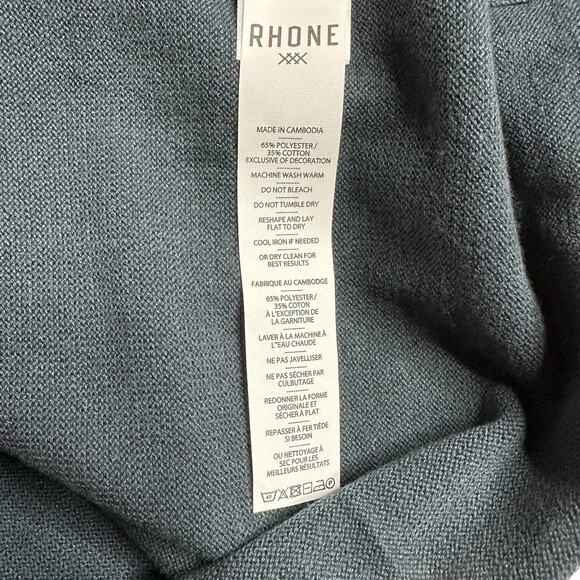 RHONE
MADE IN CAMBODIA
65% POLYESTER /
35% COTTON
EXCLUSIVE OF DECORATION
MACHINE WASH WARM
DO NOT BLEACH
DO NOT TUMBLE DRY
RESHAPE AND LAY
FLAT TO DRY
COOL IRON IF NEEDED
OR DRY CLEAN FOR
BEST RESULTS
FABRIQUE AU CAMBODGE
65% POLYESTER /
35% COTON
À L'EXCEPTION DE
LA GARNITURE
LAVER À LA MACHINE À
L"EAU CHAUDE
NE PAS JAVELLISER
NE PAS SÉCHER PAR
CULBUTAGE
REDONNER LA FORME
ORIGINALE ET
SÉCHER À PLAT
REPASSER À FER TIÈDE
SI BESOIN
OU NETTOYAGE À
SEC POUR LES
MEILLEURS RÉSULTATS